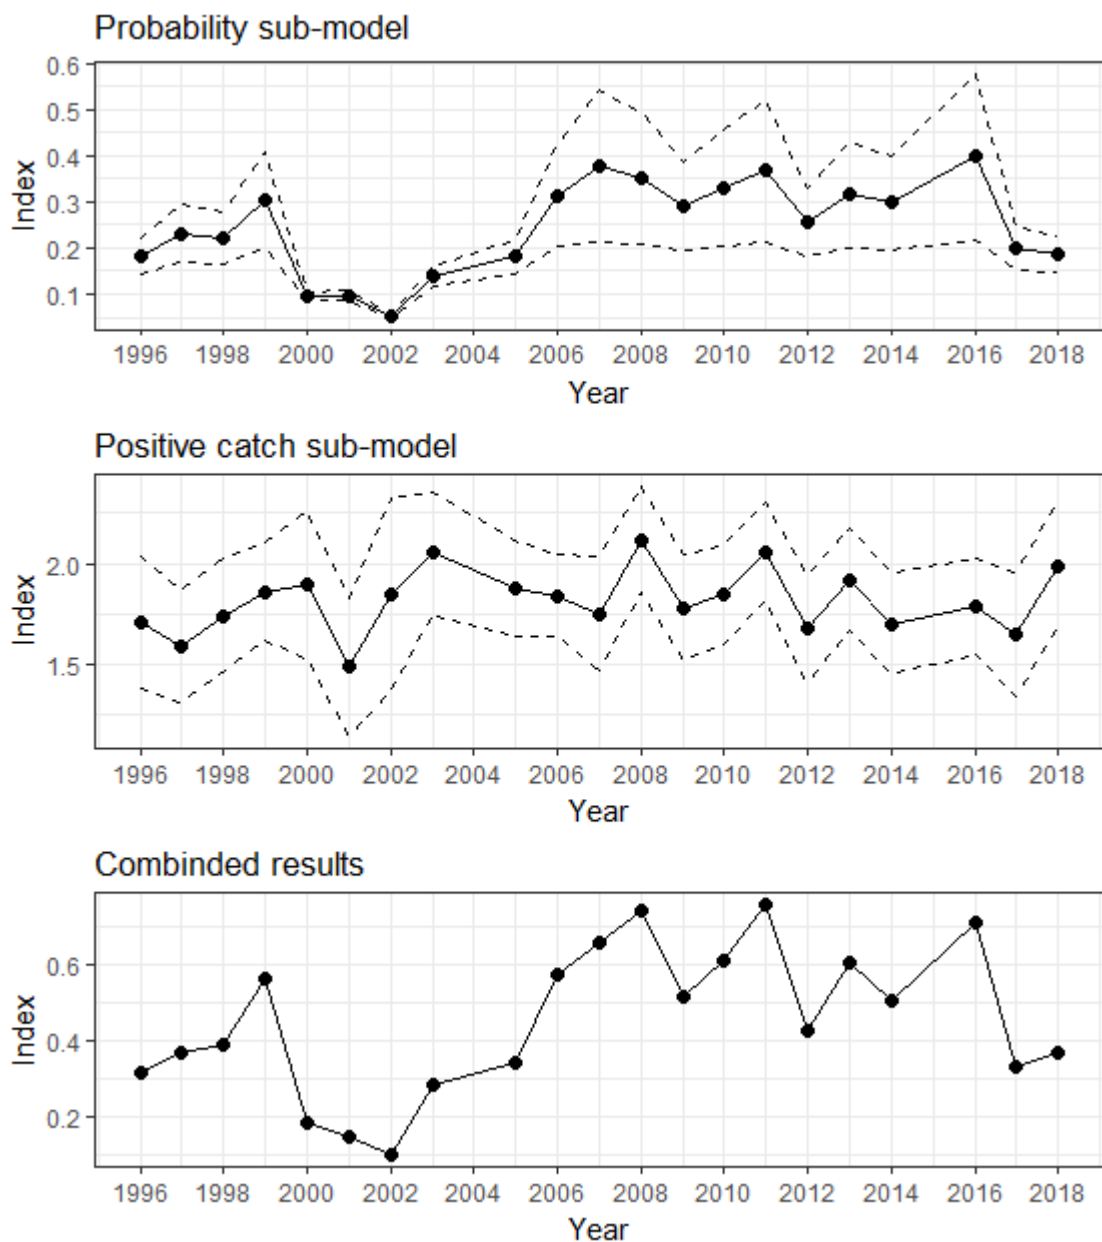 Probability sub-model
0.6
0.5
0.4
0.3
0.2
0.1
Index
1996 1998 2000 2002 2004 2006 2008 2010 2012 2014 2016 2018
Year
Positive catch sub-model
2.0
1.5
Index
1996 1998 2000 2002 2004 2006 2008 2010 2012 2014 2016 2018
Year
Combinded results
0.6
0.4
0.2
Index
1996 1998 2000 2002 2004 2006 2008 2010 2012 2014 2016 2018
Year